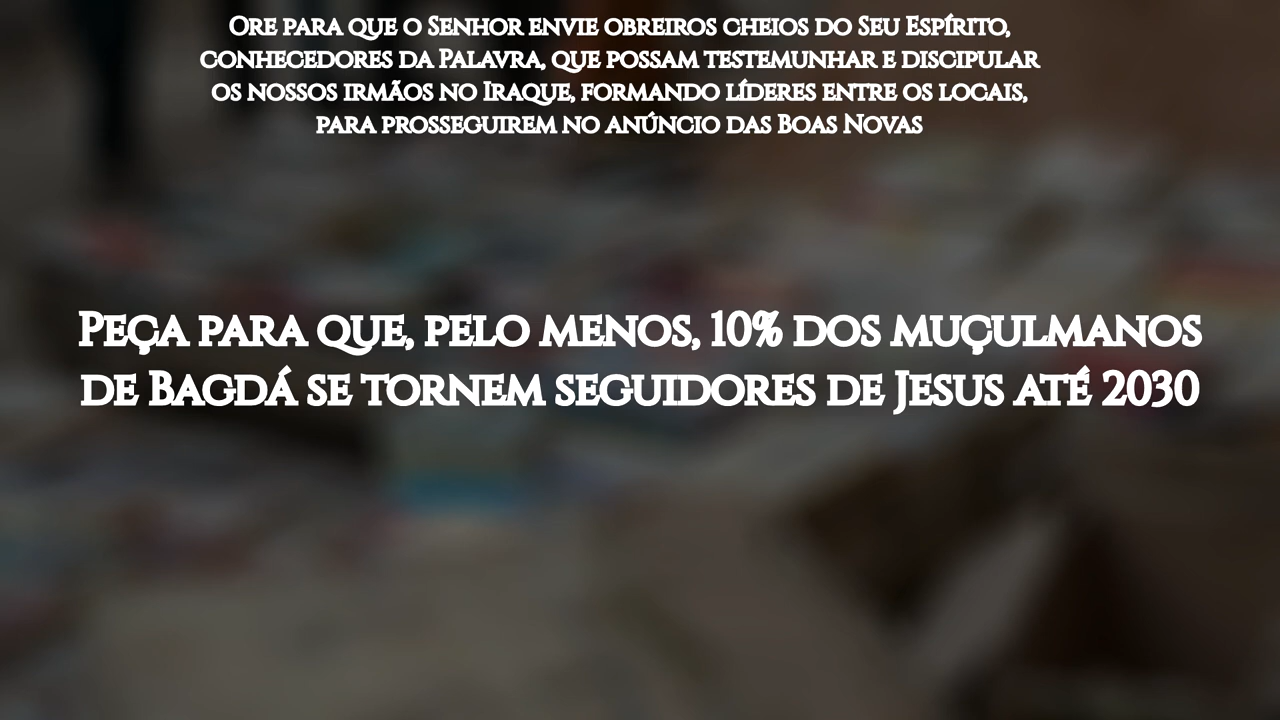 Ore para que o Senhor envie obreiros cheios do Seu Espírito,
conhecedores da Palavra, que possam testemunhar e discipular
os nossos irmãos no Iraque, formando líderes entre os locais,
para prosseguirem no anúncio das Boas Novas
Peça para que, pelo menos, 10% dos muçulmanos
de Bagdá se tornem seguidores de Jesus até 2030